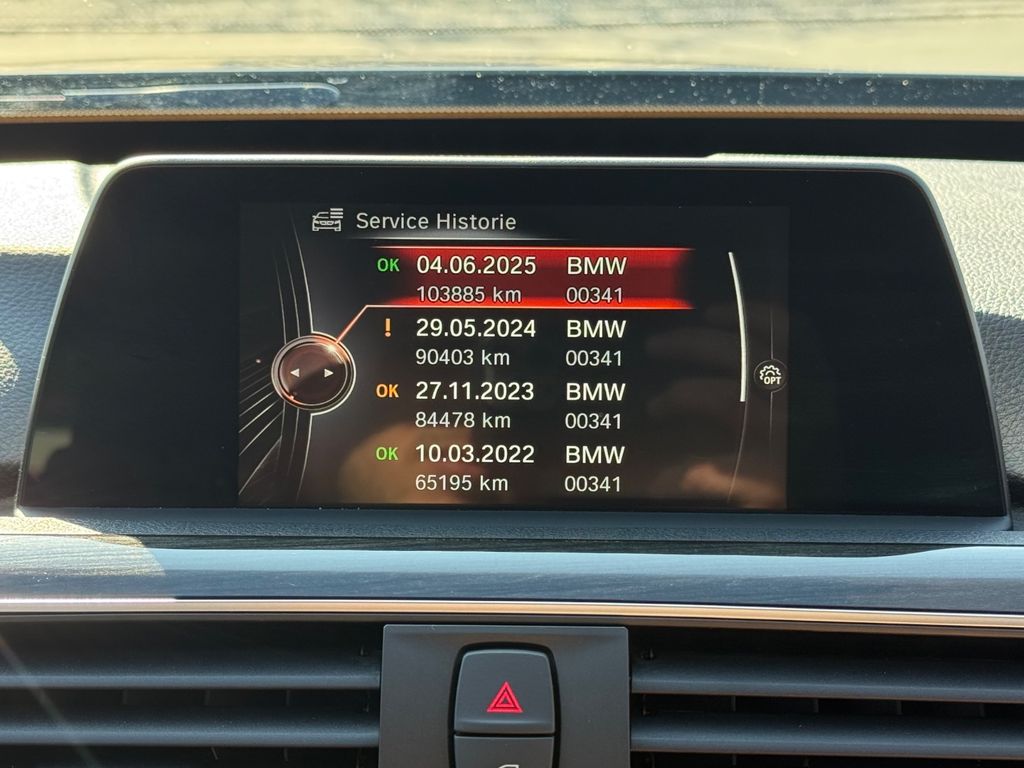 Service Historie
OK 04.06.2025 BMW
103885 km 00341
! 29.05.2024 BMW
90403 km 00341
OPT
OK 27.11.2023 BMW
84478 km 00341
OK 10.03.2022 BMW
65195 km 00341